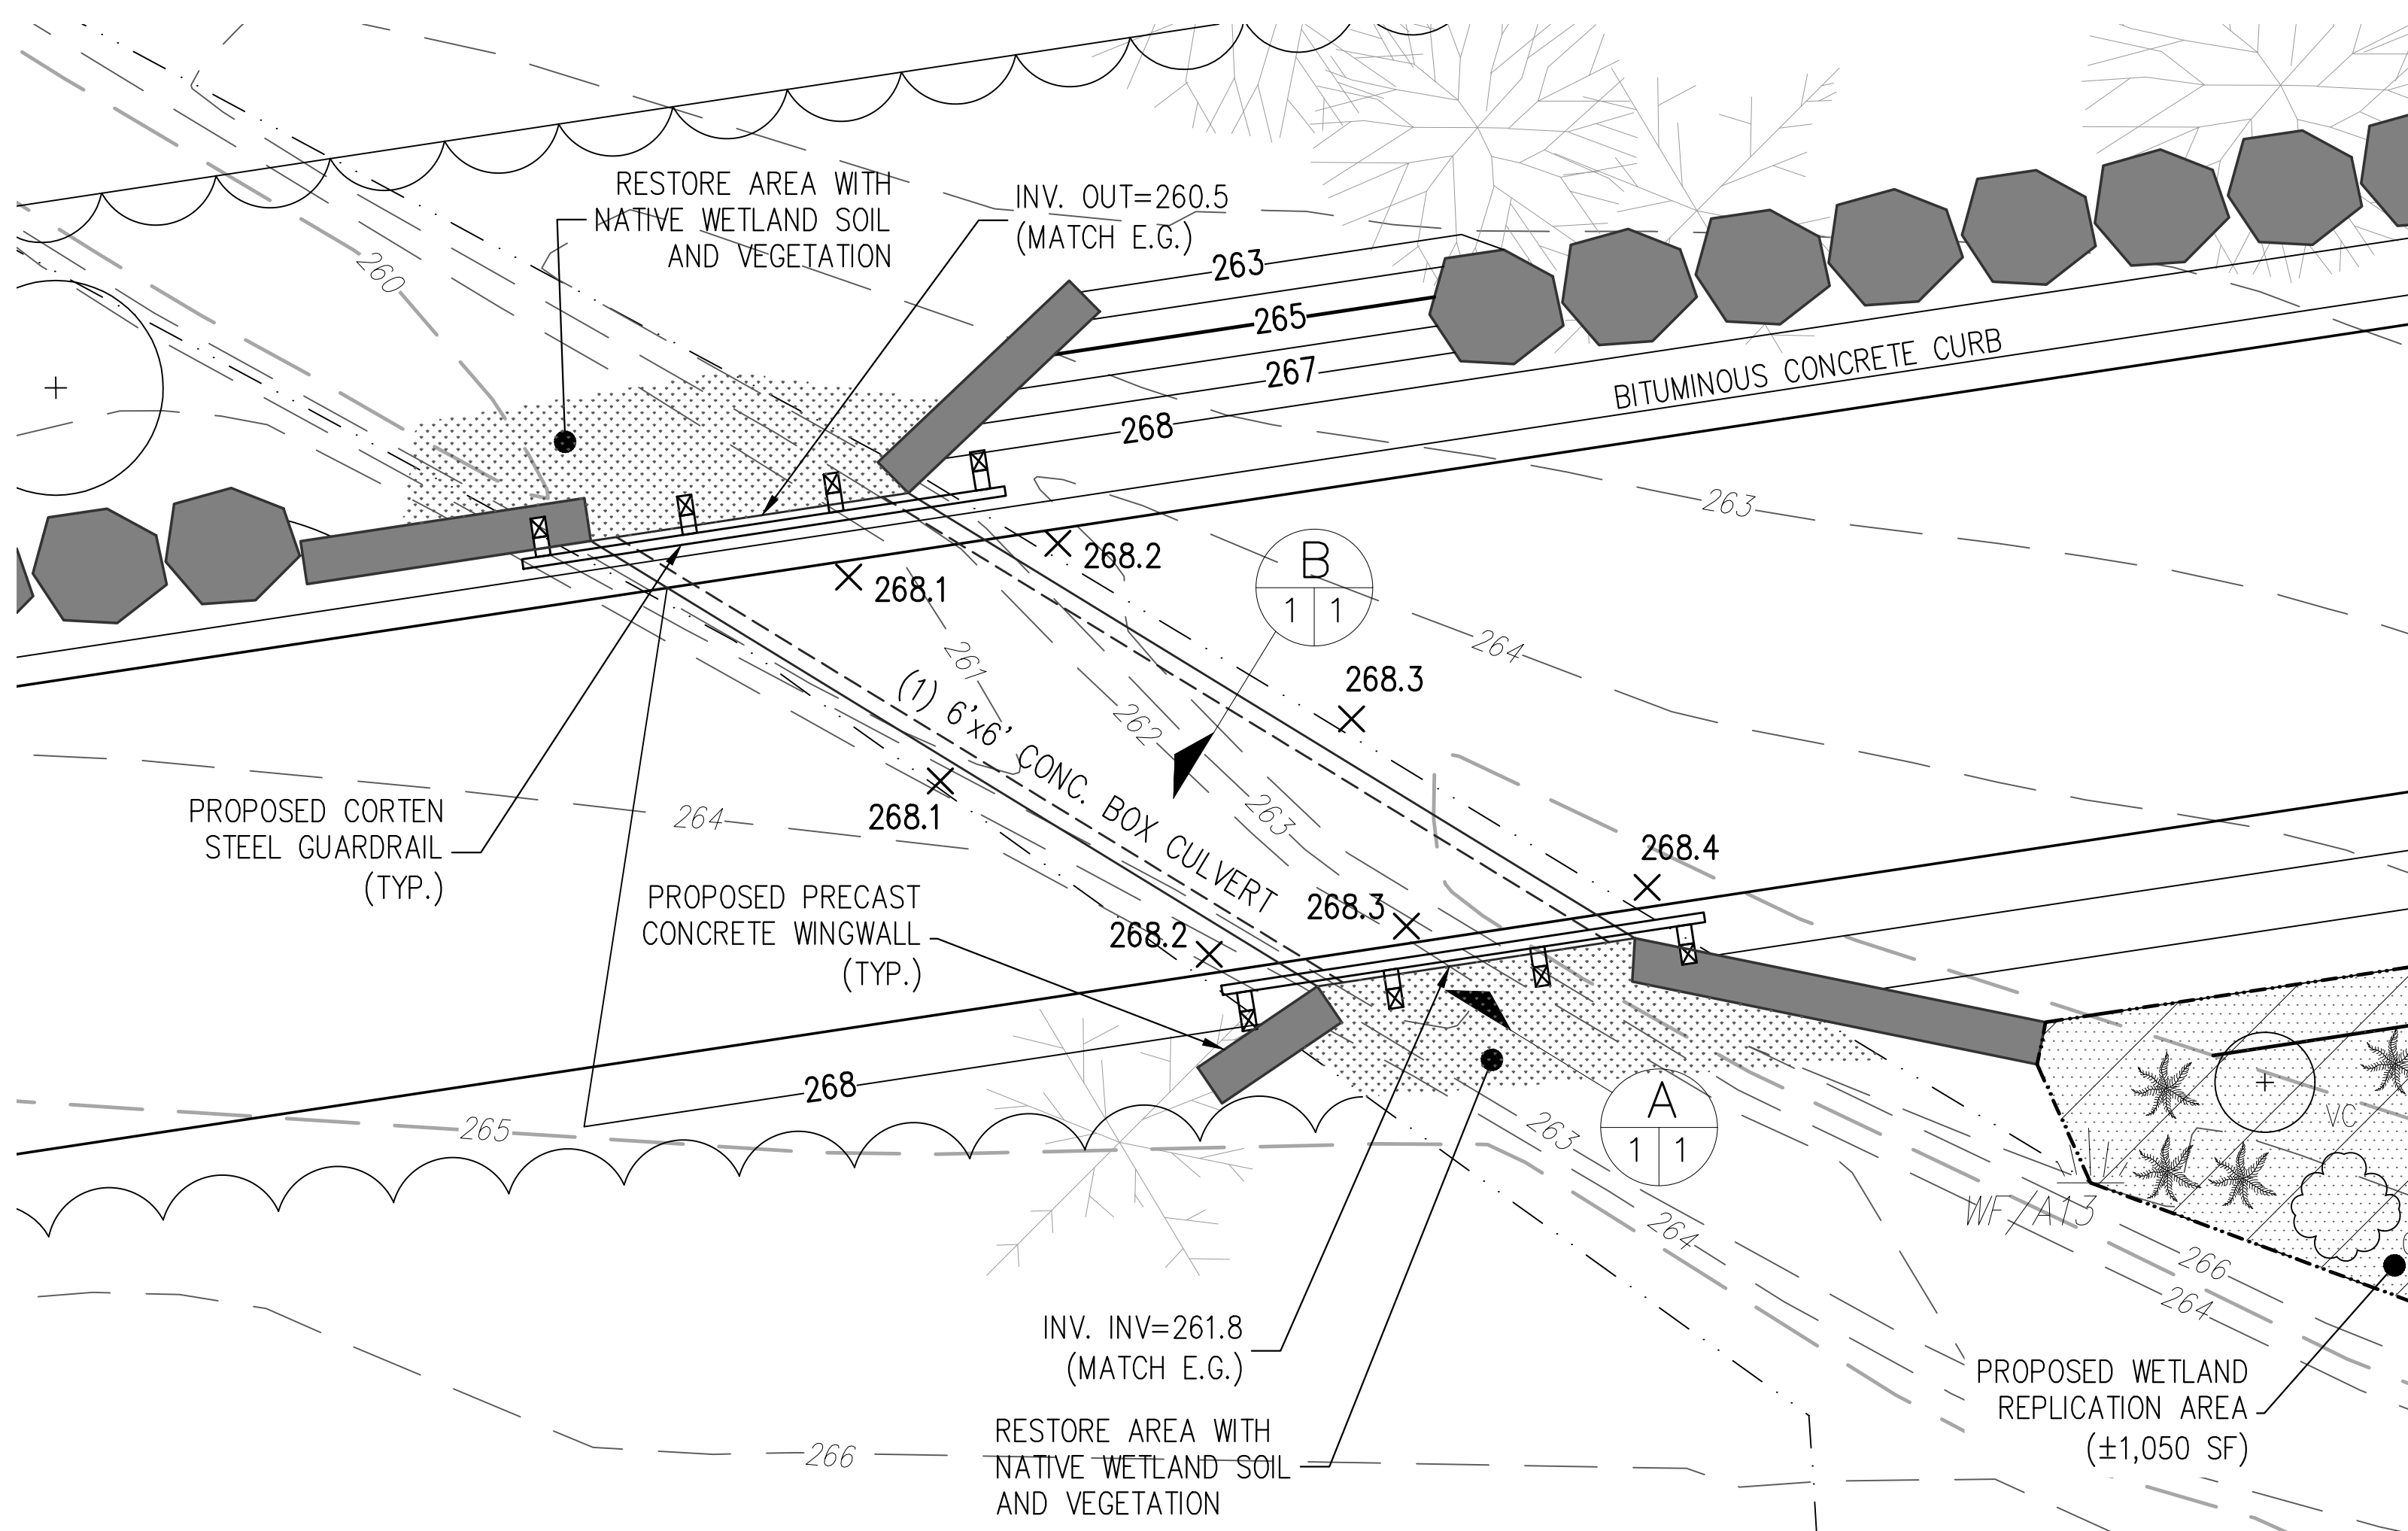 RESTORE AREA WITH
NATIVE WETLAND SOIL
AND VEGETATION
INV. OUT=260.5
(MATCH E.G.)
260
263
265
267
268
BITUMINOUS CONCRETE CURB
263
268.2
268.1
B
1 1
264
261
268.3
262
(1) 6'x6' CONC. BOX CULVERT
268.1
264
263
PROPOSED CORTEN
STEEL GUARDRAIL
(TYP.)
PROPOSED PRECAST
CONCRETE WINGWALL
(TYP.)
268.4
268.3
268.2
268
265
A
1 1
263
264
VC
WF/A13
266
264
INV. INV=261.8
(MATCH E.G.)
PROPOSED WETLAND
REPLICATION AREA
(±1,050 SF)
RESTORE AREA WITH
NATIVE WETLAND SOIL
AND VEGETATION
266